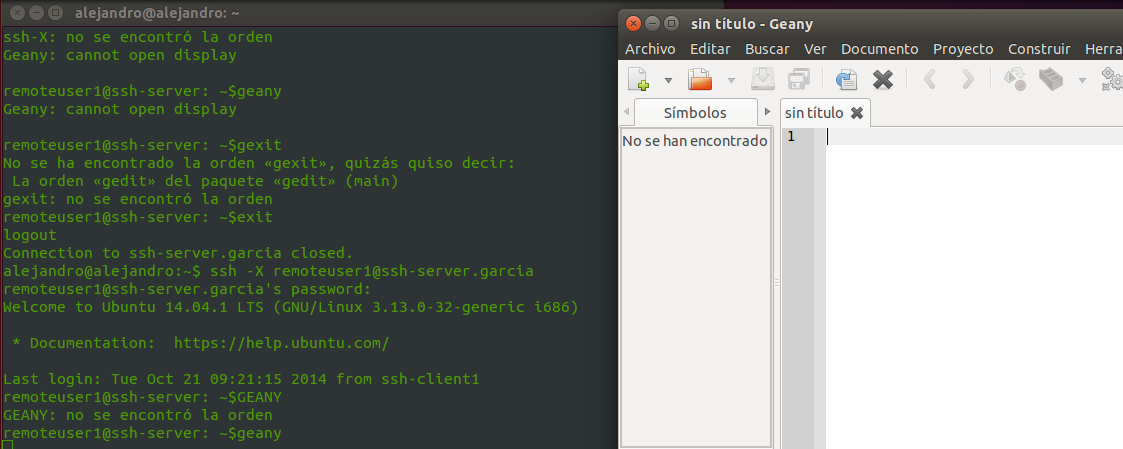 alejandro@alejandro: ~
ssh-X: no se encontró la orden
Geany: cannot open display
remoteuser1@ssh-server: ~$geany
Geany: cannot open display
remoteuser1@ssh-server: ~$gexit
No se ha encontrado la orden «gexit», quizás quiso decir:
La orden «gedit» del paquete «gedit» (main)
gexit: no se encontró la orden
remoteuser1@ssh-server: ~$exit
logout
Connection to ssh-server.garcia closed.
alejandro@alejandro:~$ ssh -X remoteuser1@ssh-server.garcia
remoteuser1@ssh-server.garcia's password:
Welcome to Ubuntu 14.04.1 LTS (GNU/Linux 3.13.0-32-generic i686)
* Documentation:  https://help.ubuntu.com/
Last login: Tue Oct 21 09:21:15 2014 from ssh-client1
remoteuser1@ssh-server: ~$GEANY
GEANY: no se encontró la orden
remoteuser1@ssh-server: ~$geany
sin título - Geany
Archivo Editar Buscar Ver Documento Proyecto Construir Herra
Símbolos
sin título
No se han encontrado
1